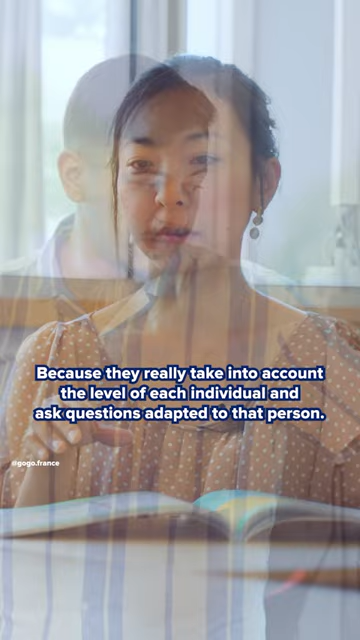 Because they really take into account
the level of each individual and
ask questions adapted to that person.
@gogo.france